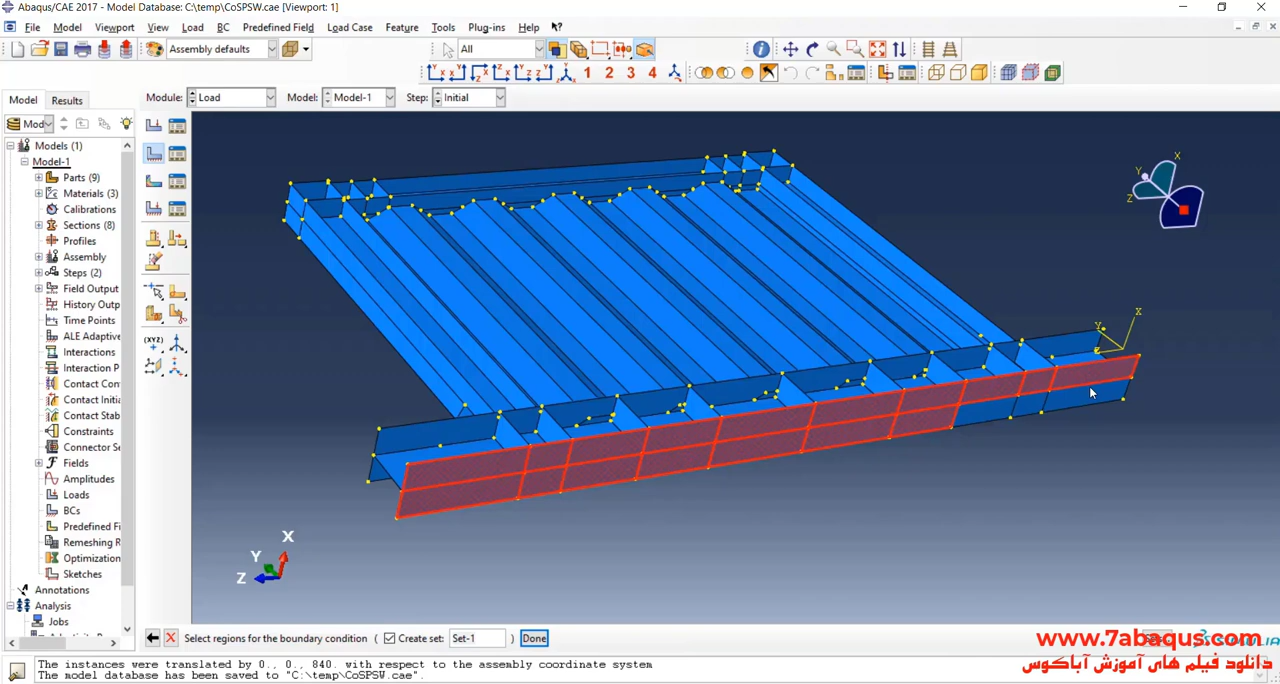 Abaqus/CAE 2017 - Model Database: C:\temp\CoSPSW.cae [Viewport: 1]
File Model Viewport View Load BC Predefined Field Load Case Feature Tools Plug-ins Help
Assembly defaults All
1 2 3 4
Model Results Module: Load Model: Model-1 Step: Initial
Mod
Models (1)
Model-1
Parts (9)
Materials (3)
Calibrations
Sections (8)
Profiles
Assembly
Steps (2)
Field Output
History Outp
Time Points
ALE Adaptive
Interactions
Interaction P
Contact Con
Contact Initia
Contact Stab
Constraints
Connector Se
Fields
Amplitudes
Loads
BCs
Predefined Fi
Remeshing R
Optimization
Sketches
Annotations
Analysis
Jobs
X
Y
Z
X
Y
Z
X
Y
Z
Select regions for the boundary condition ( Create set: Set-1 ) Done
www.7abaqus.com
دانلود فیلم های آموزش آباکوس
The instances were translated by 0., 0., 840. with respect to the assembly coordinate system
The model database has been saved to "C:\temp\CoSPSW.cae".